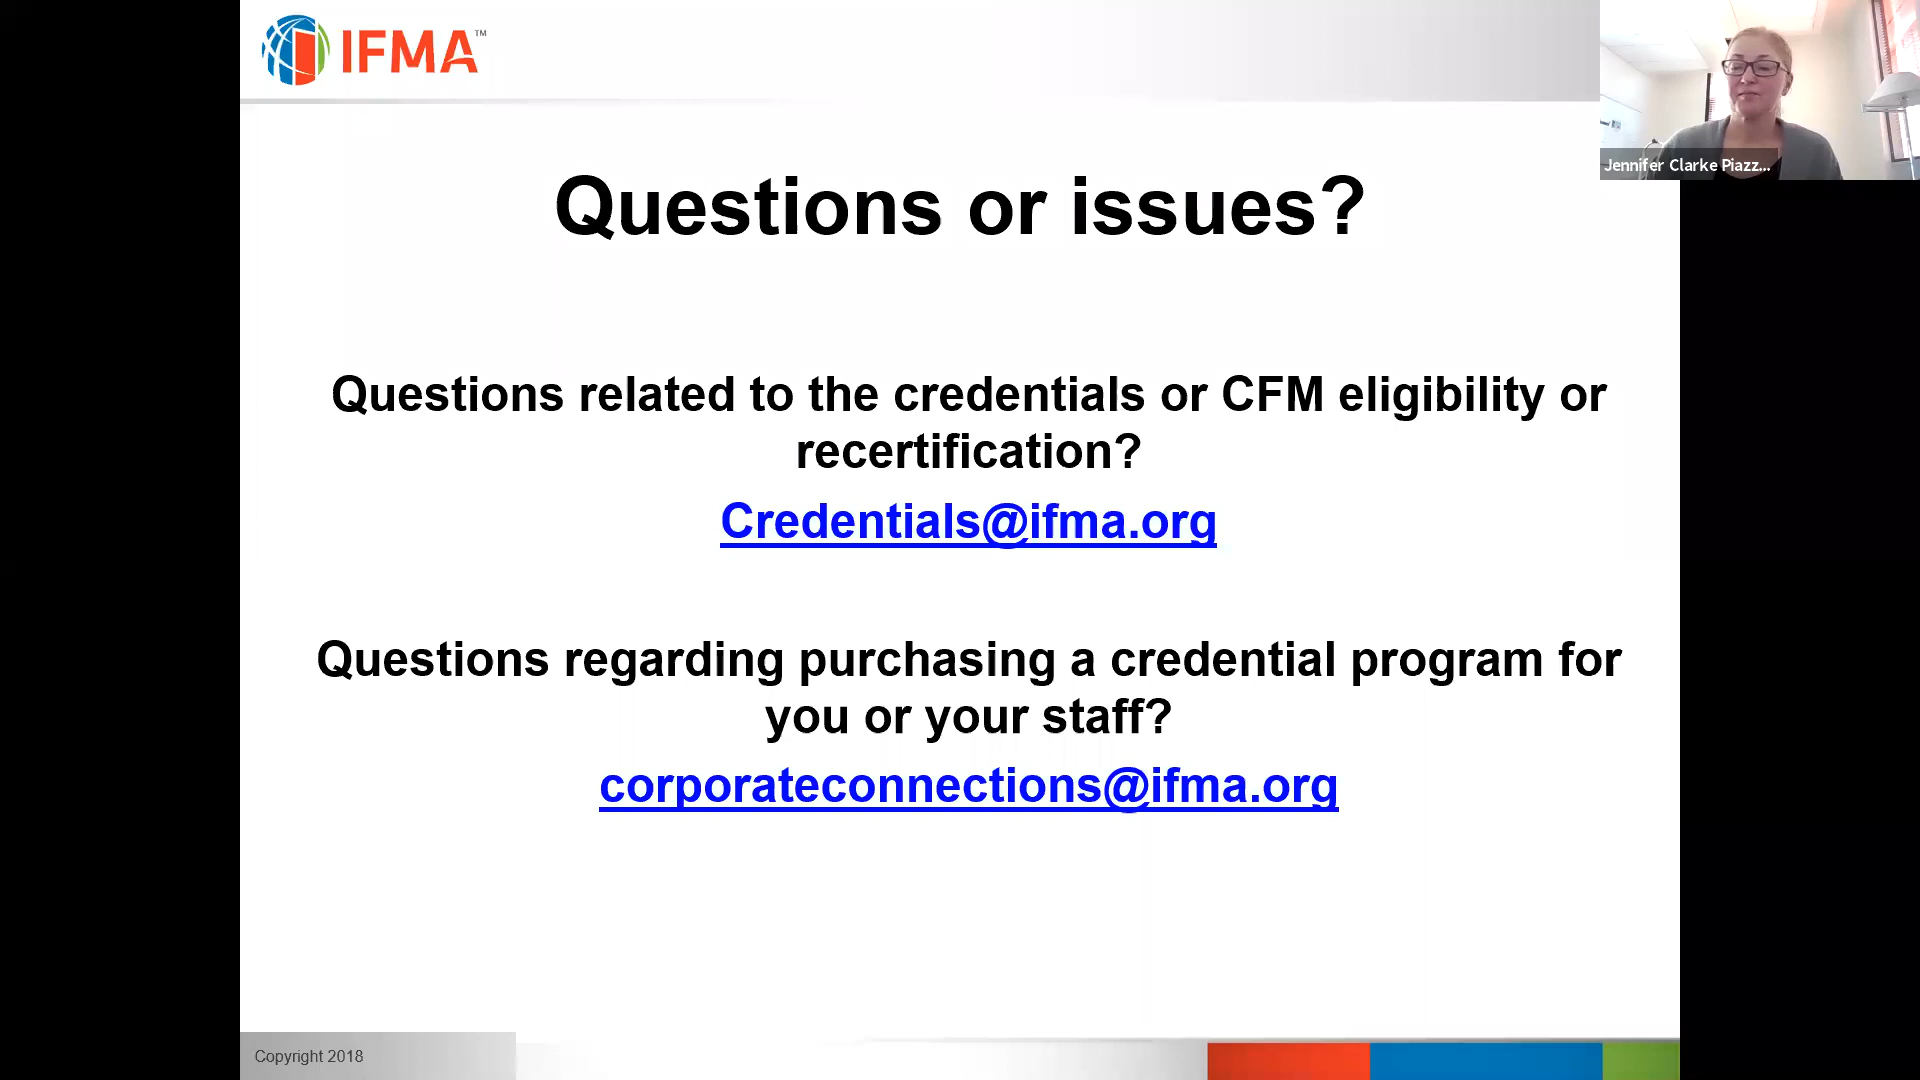 IFMA™
Jennifer Clarke Piazz...
Questions or issues?
Questions related to the credentials or CFM eligibility or
recertification?
Credentials@ifma.org
Questions regarding purchasing a credential program for
you or your staff?
corporateconnections@ifma.org
Copyright 2018